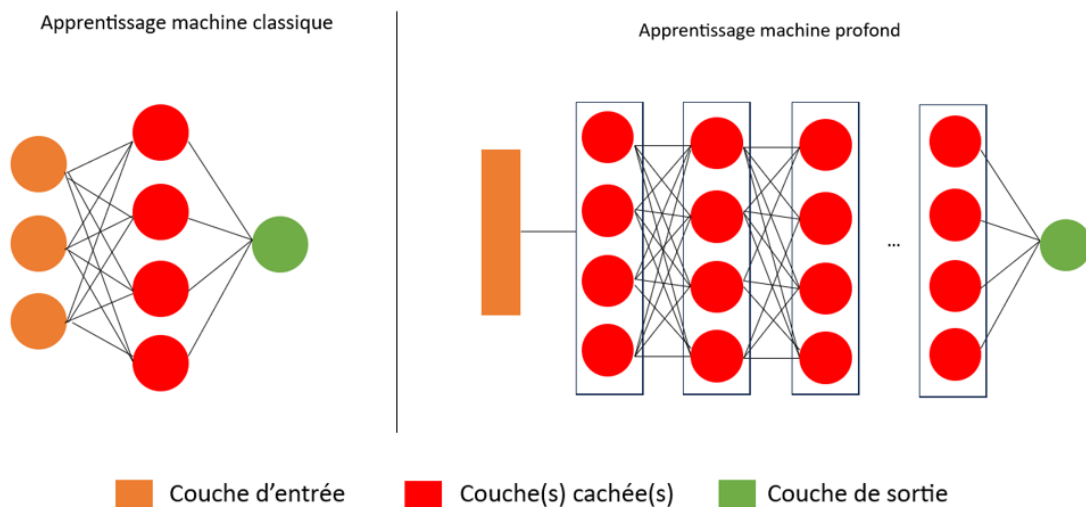 Apprentissage machine classique
Apprentissage machine profond
...
Couche d'entrée
Couche(s) cachée(s)
Couche de sortie